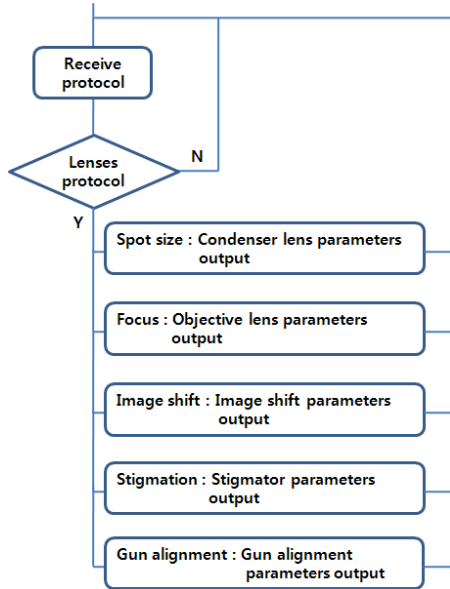 Receive
protocol
Lenses
protocol
N
Y
Spot size : Condenser lens parameters
output
Focus : Objective lens parameters
output
Image shift : Image shift parameters
output
Stigmation : Stigmator parameters
output
Gun alignment : Gun alignment
parameters output